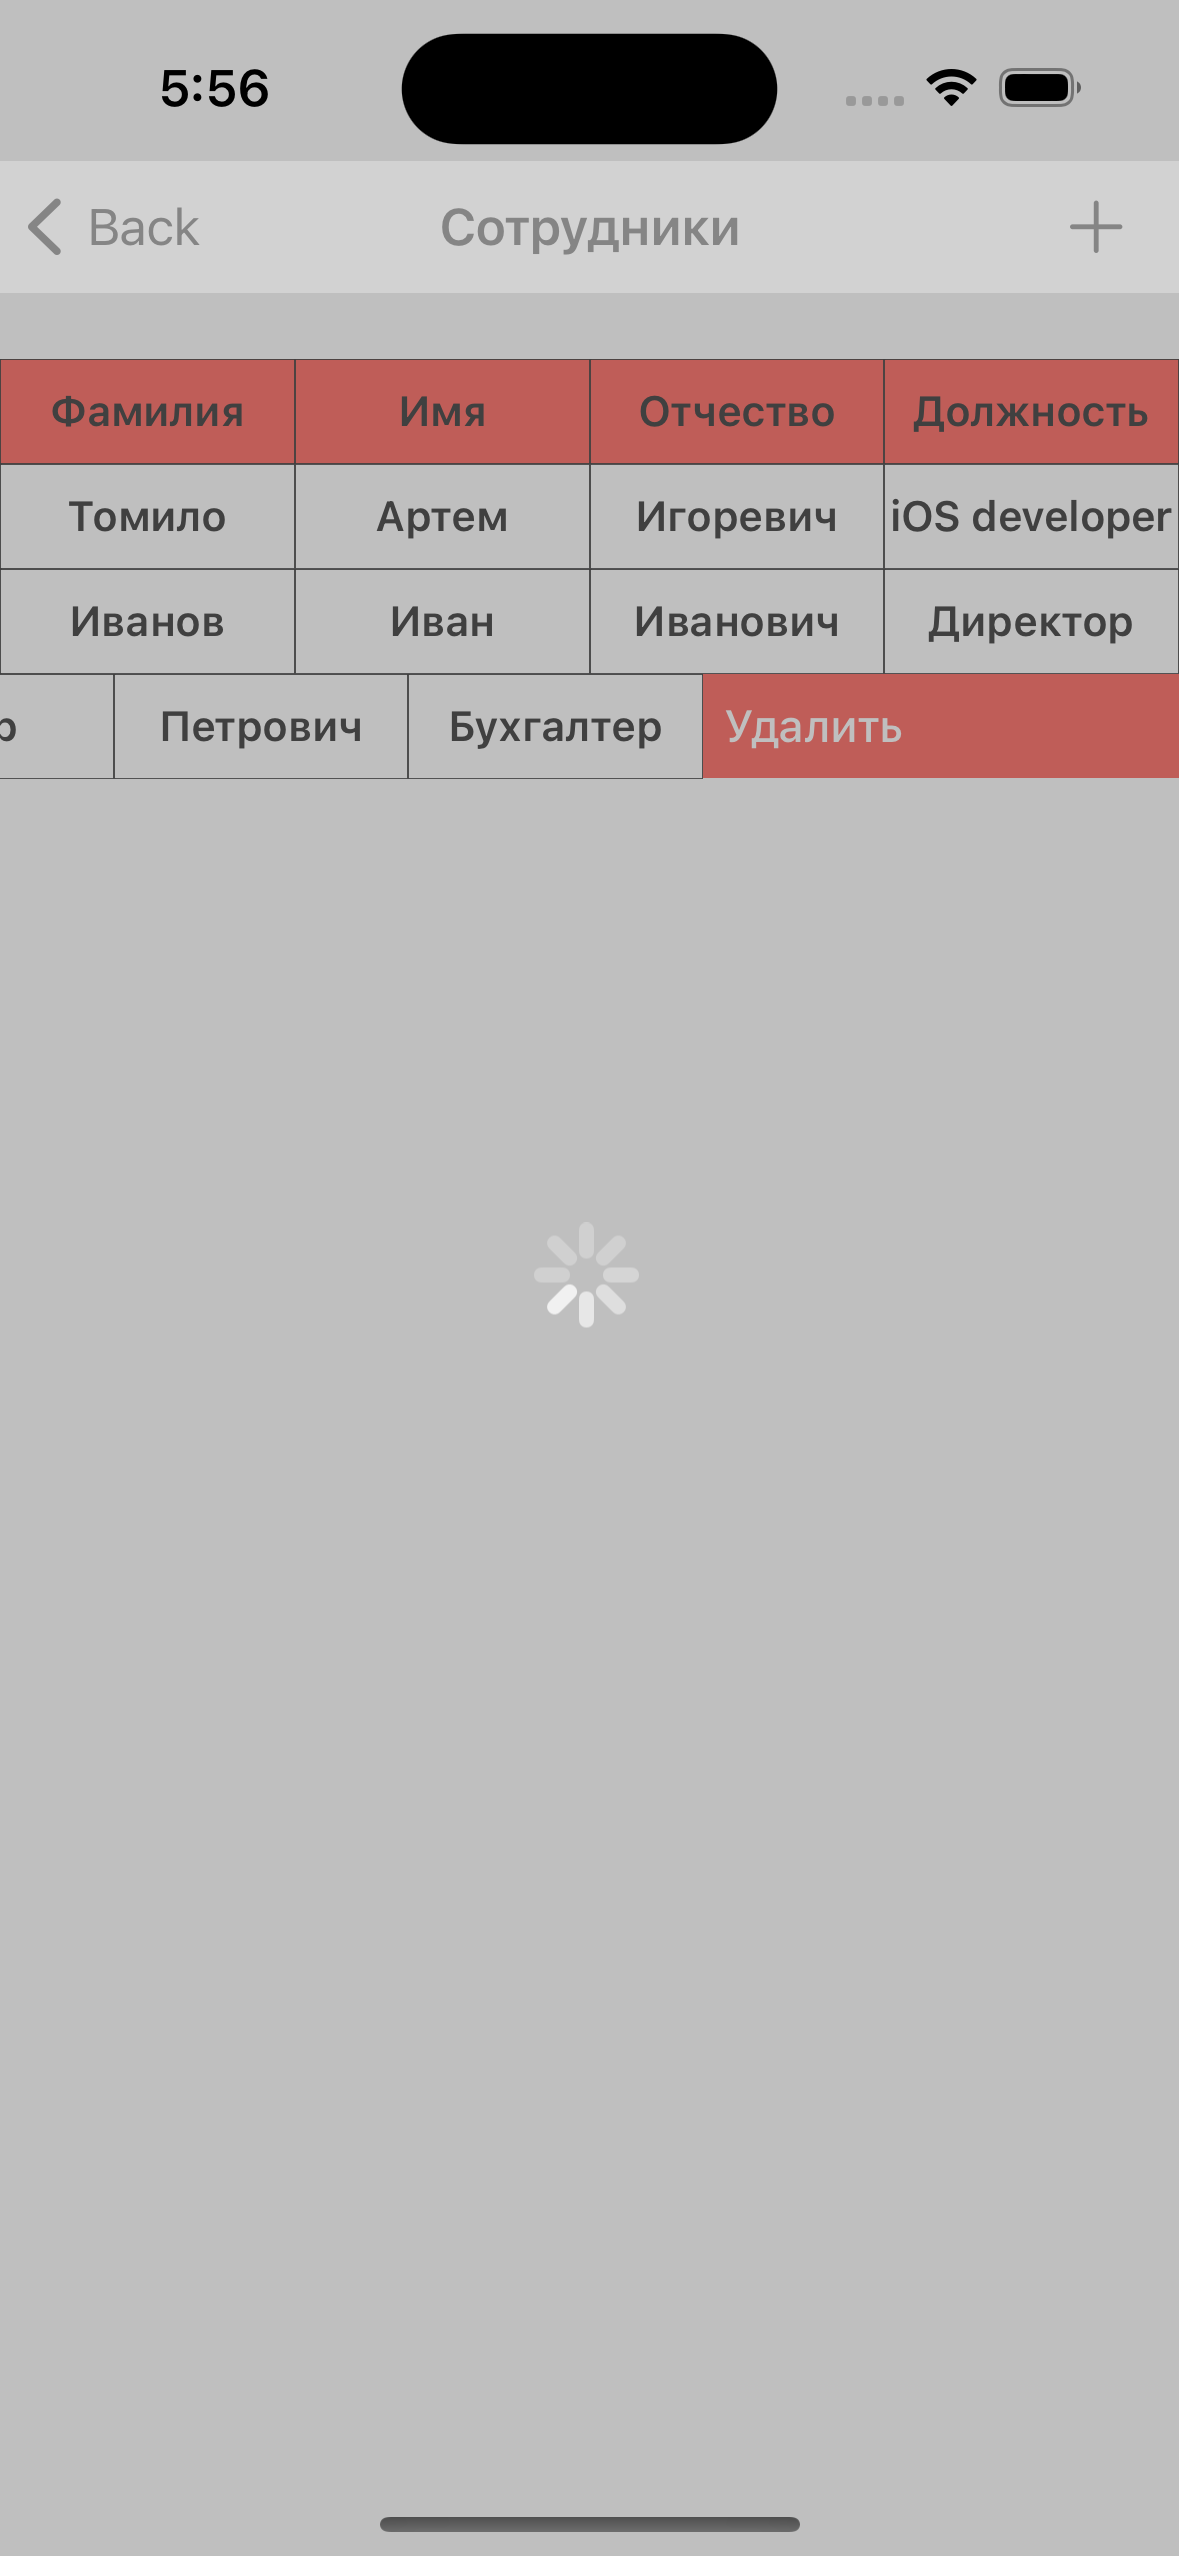 5:56
Back Сотрудники
Фамилия Имя Отчество Должность
Томило Артем Игоревич iOS developer
Иванов Иван Иванович Директор
р Петрович Бухгалтер Удалить